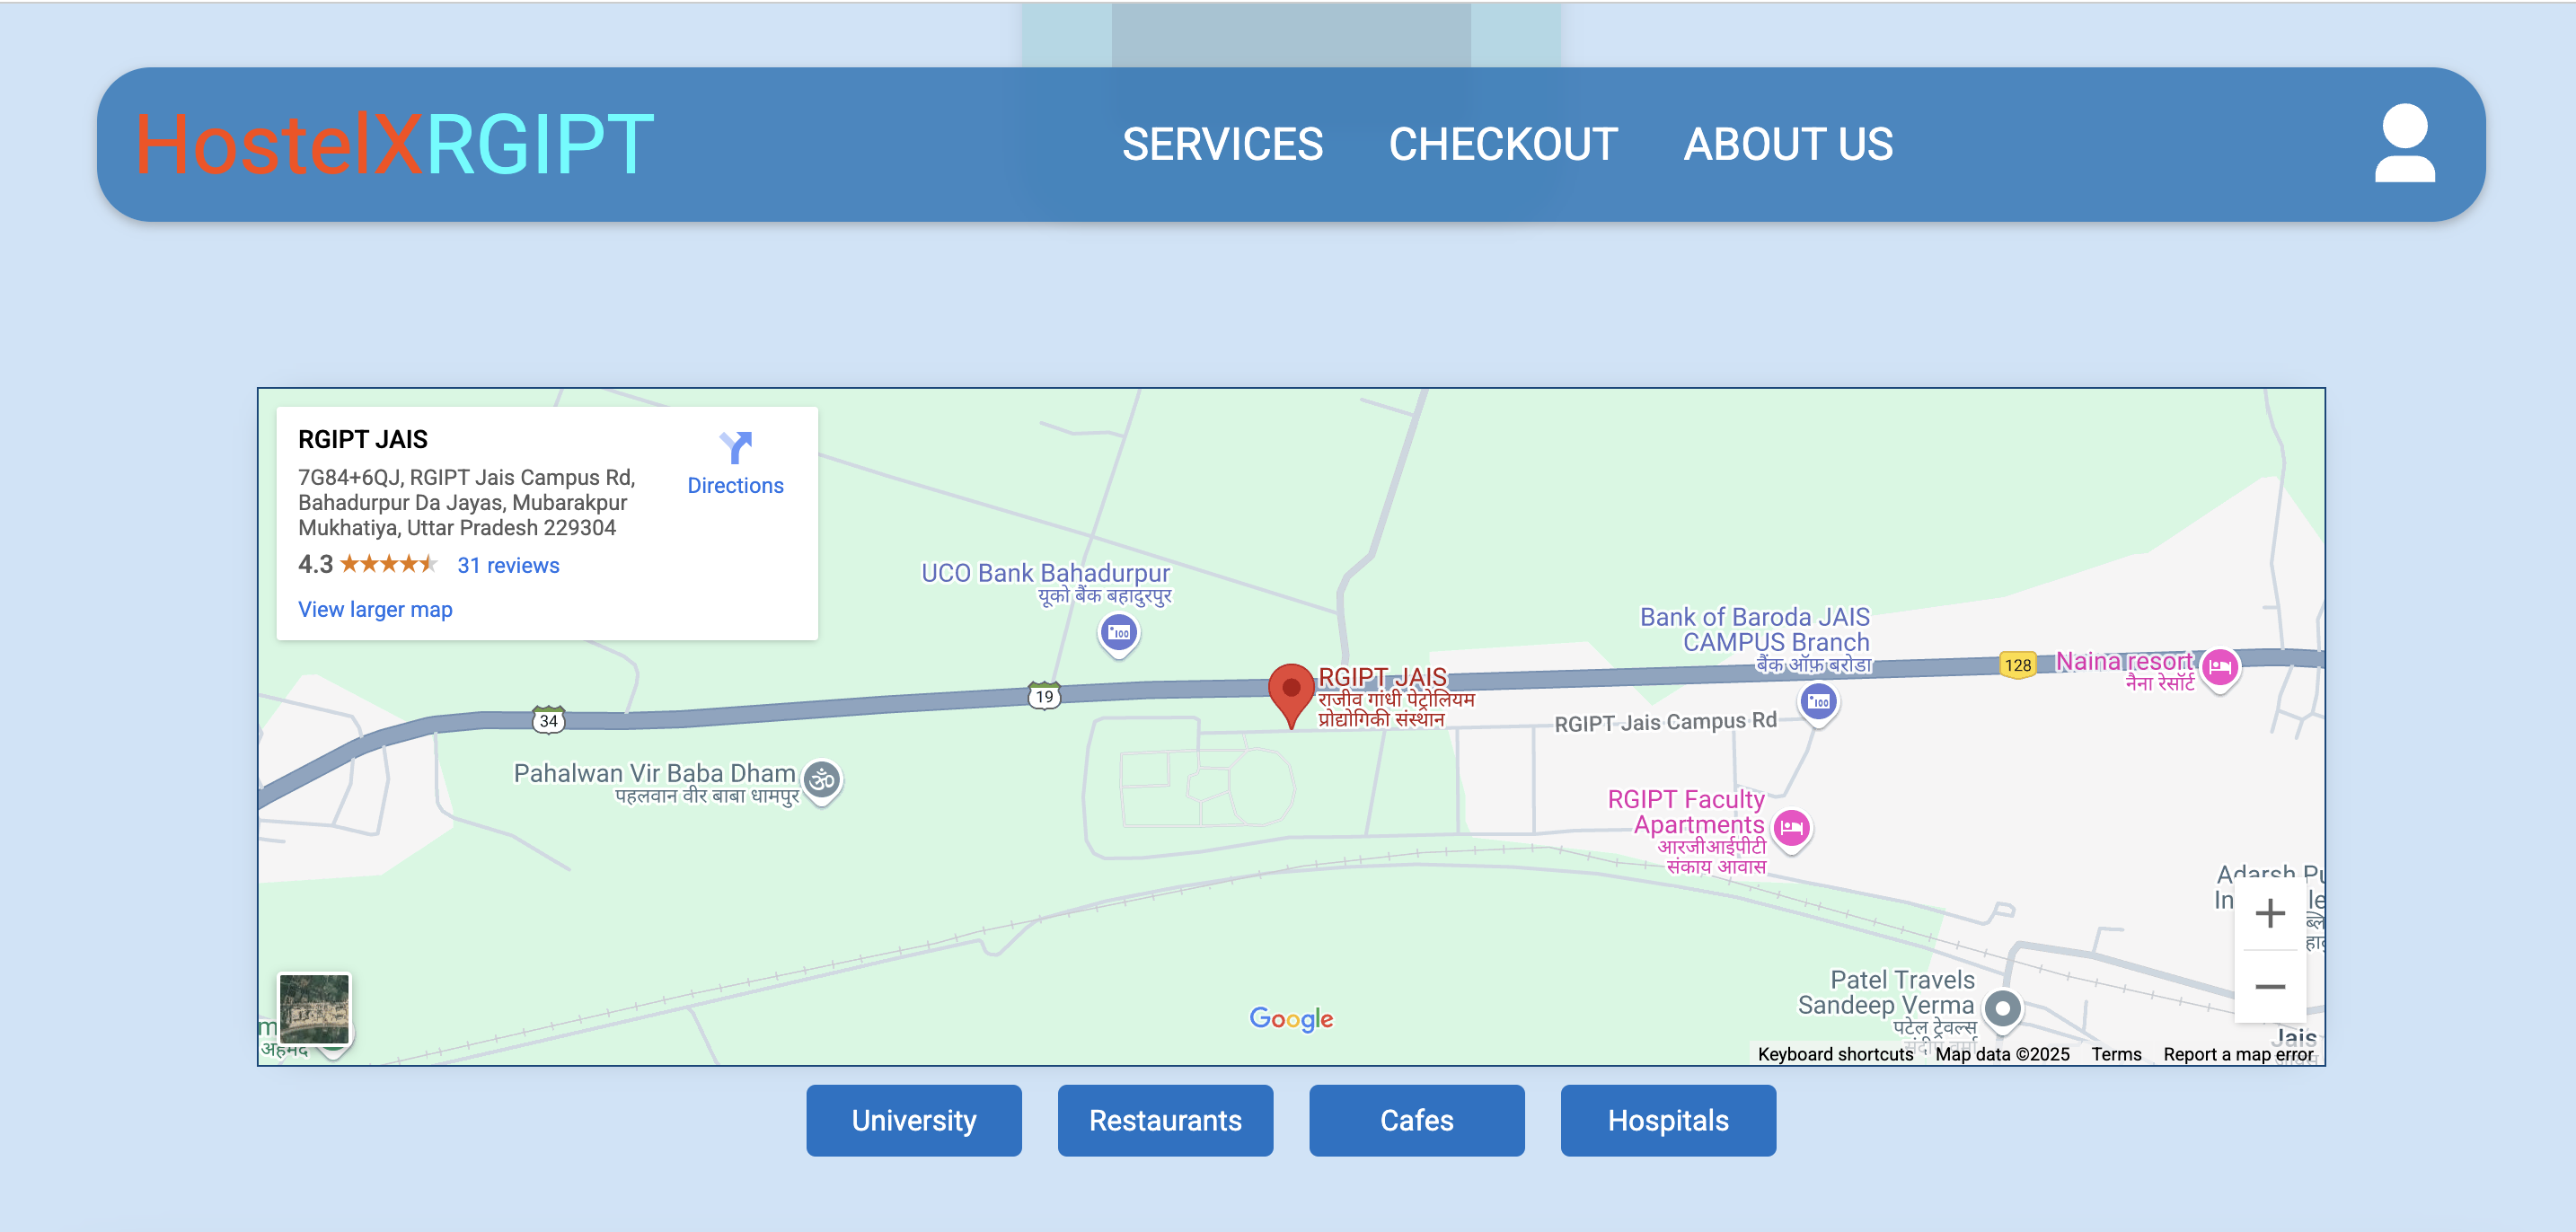 HostelXRGIPT
SERVICES
CHECKOUT
ABOUT US
RGIPT JAIS
7G84+6QJ, RGIPT Jais Campus Rd,
Bahadurpur Da Jayas, Mubarakpur
Mukhatiya, Uttar Pradesh 229304
4.3
31 reviews
View larger map
Directions
UCO Bank Bahadurpur
यूको बैंक बहादुरपुर
Bank of Baroda JAIS
CAMPUS Branch
बैंक ऑफ़ बरोडा
128
Naina resort
नैना रेसॉर्ट
RGIPT JAIS
राजीव गांधी पेट्रोलियम
प्रोद्योगिकी संस्थान
19
34
RGIPT Jais Campus Rd
Pahalwan Vir Baba Dham
पहलवान वीर बाबा धामपुर
ॐ
RGIPT Faculty
Apartments
आरजीआईपीटी
संकाय आवास
Adarsh
Patel Travels
Sandeep Verma
पटेल ट्रेवल्स
संदीप वर्मा
अहमद
Jais
Google
Keyboard shortcuts
Map data ©2025
Terms
Report a map error
University
Restaurants
Cafes
Hospitals